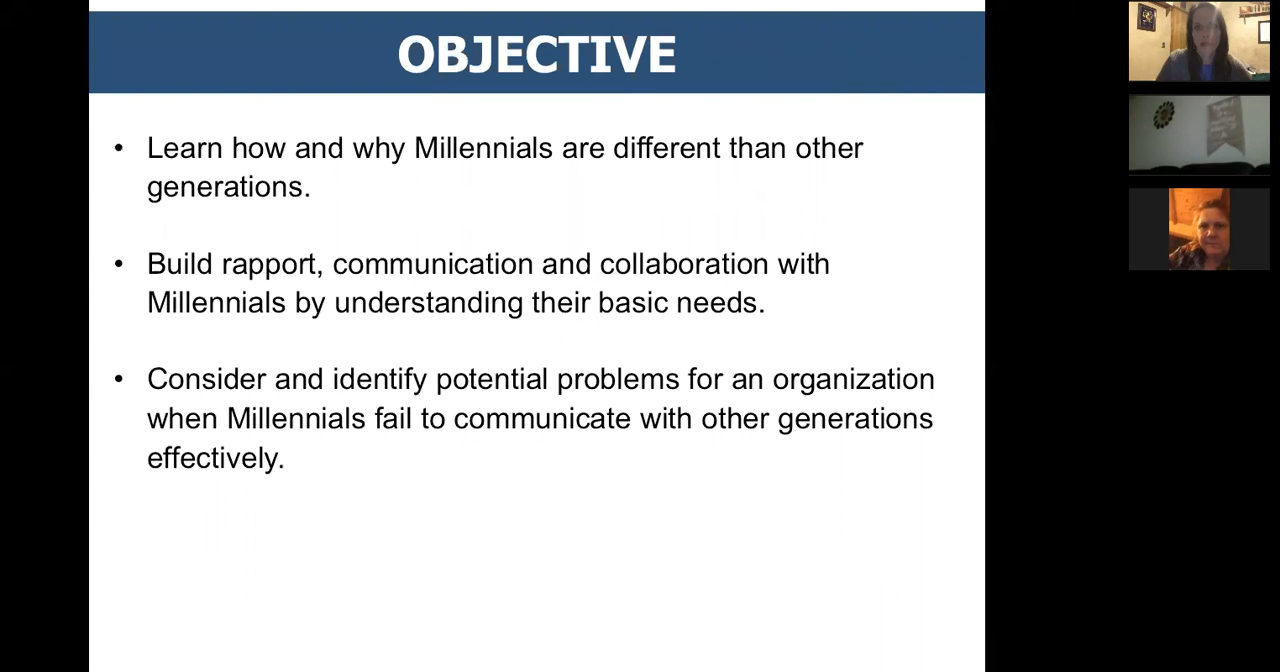 OBJECTIVE
• Learn how and why Millennials are different than other
generations.
• Build rapport, communication and collaboration with
Millennials by understanding their basic needs.
• Consider and identify potential problems for an organization
when Millennials fail to communicate with other generations
effectively.